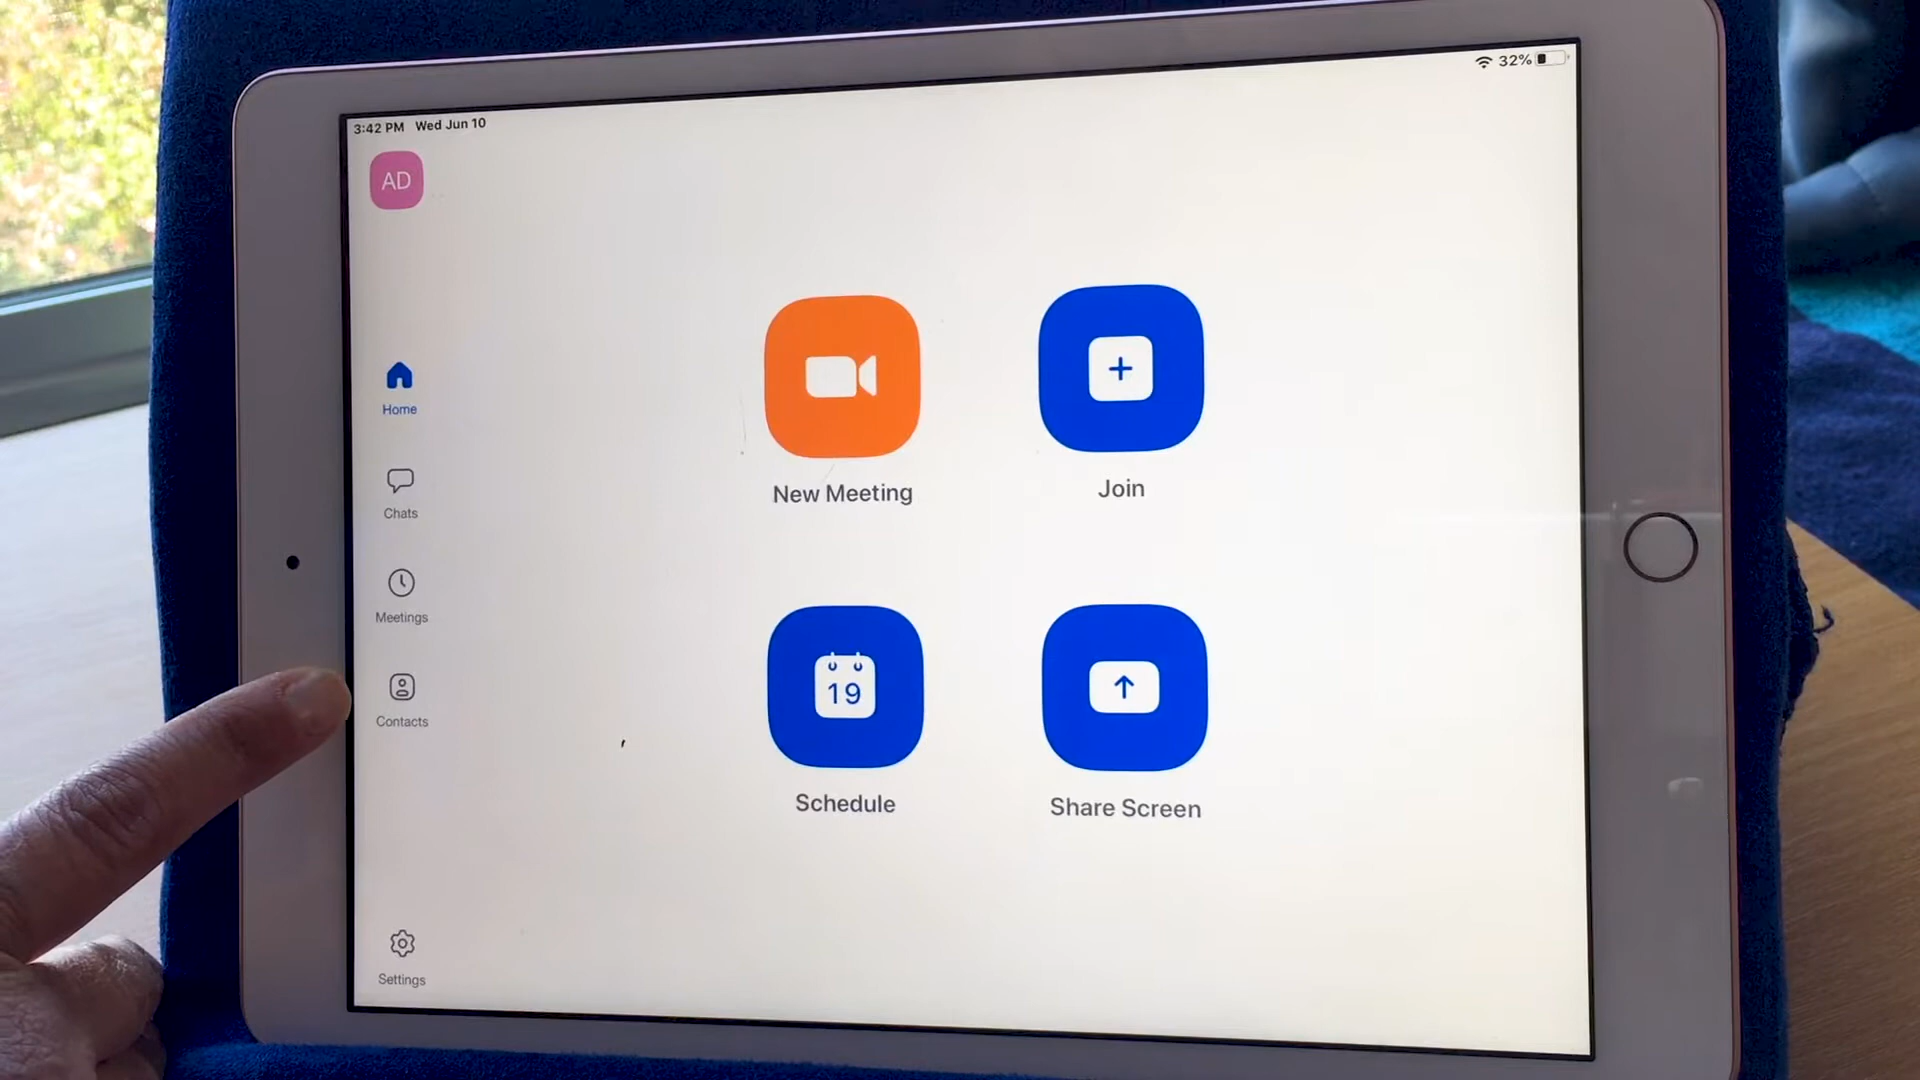 3:42 PM Wed Jun 10
32%
AD
Home
Chats
Meetings
Contacts
Settings
New Meeting
Join
19
Schedule
Share Screen